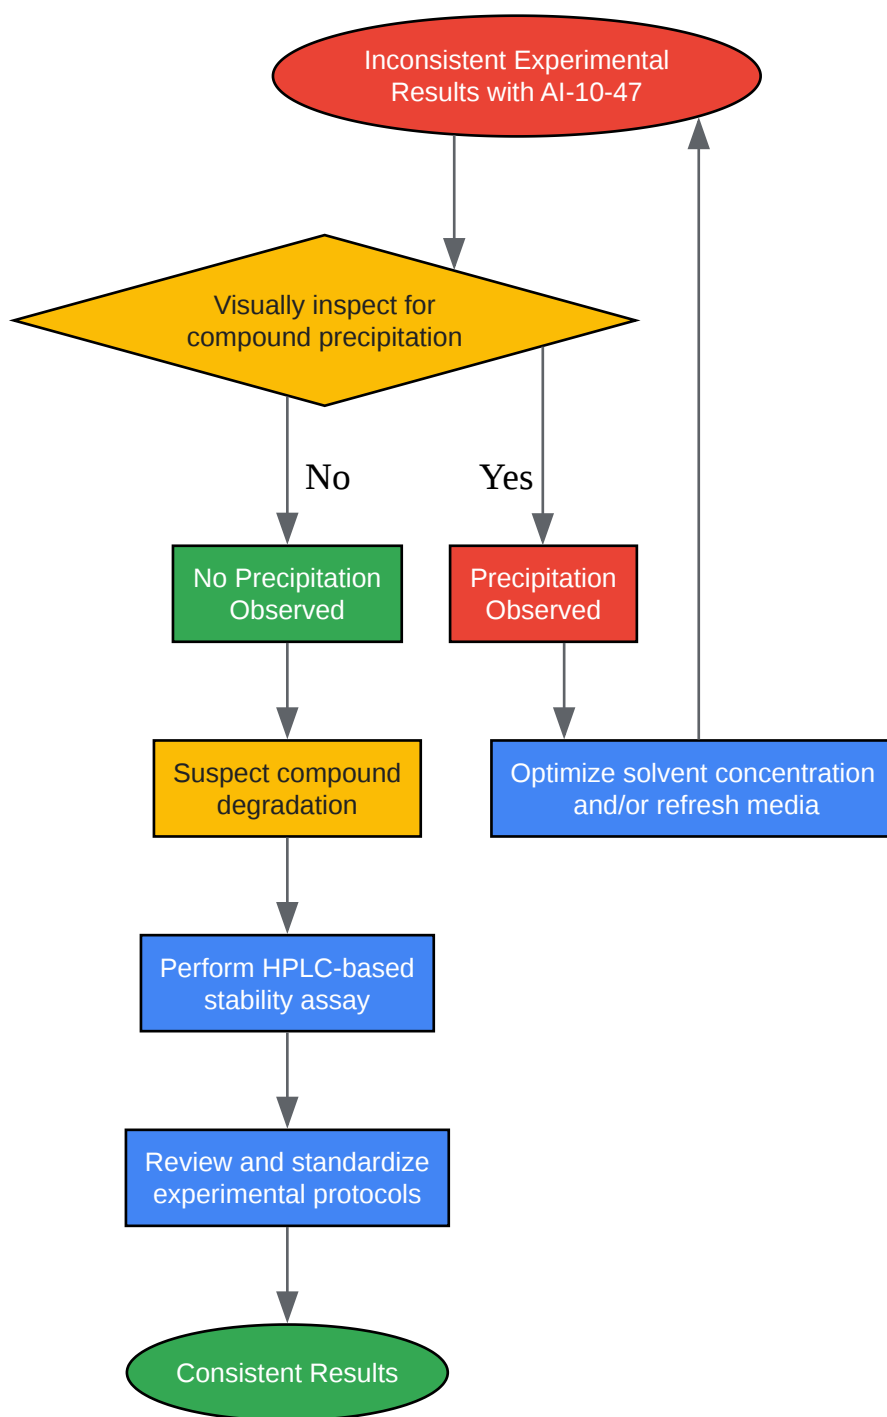 Inconsistent Experimental
Results with AI-10-47
Visually inspect for
compound precipitation
No
Yes
No Precipitation
Observed
Precipitation
Observed
Suspect compound
degradation
Optimize solvent concentration
and/or refresh media
Perform HPLC-based
stability assay
Review and standardize
experimental protocols
Consistent Results